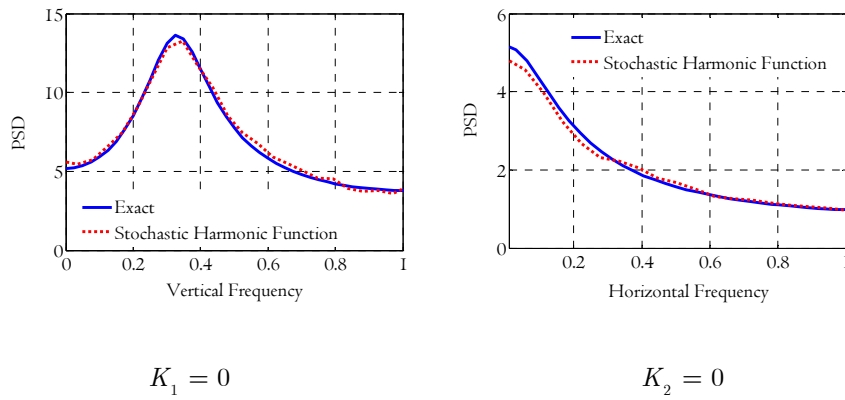 15
10
5
0
PSD
Exact
Stochastic Harmonic Function
0 0.2 0.4 0.6 0.8 1
Vertical Frequency
K1 = 0
6
4
2
0
PSD
Exact
Stochastic Harmonic Function
0.2 0.4 0.6 0.8 1
Horizontal Frequency
K2 = 0